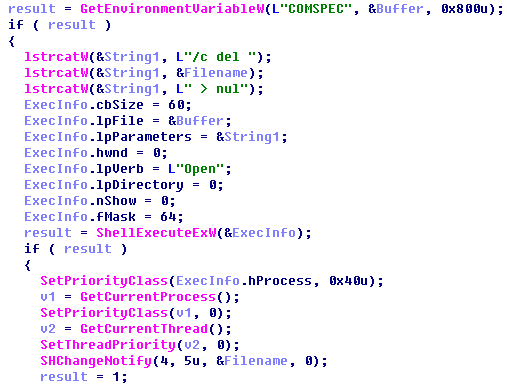 result = GetEnvironmentVariableW(L"COMSPEC", &Buffer, 0x800u);
if ( result )
{
lstrcatW(&String1, L"/c del ");
lstrcatW(&String1, &Filename);
lstrcatW(&String1, L" > nul");
ExecInfo.cbSize = 60;
ExecInfo.lpFile = &Buffer;
ExecInfo.lpParameters = &String1;
ExecInfo.hwnd = 0;
ExecInfo.lpVerb = L"Open";
ExecInfo.lpDirectory = 0;
ExecInfo.nShow = 0;
ExecInfo.fMask = 64;
result = ShellExecuteExW(&ExecInfo);
if ( result )
{
SetPriorityClass(ExecInfo.hProcess, 0x40u);
v1 = GetCurrentProcess();
SetPriorityClass(v1, 0);
v2 = GetCurrentThread();
SetThreadPriority(v2, 0);
SHChangeNotify(4, 5u, &Filename, 0);
result = 1;